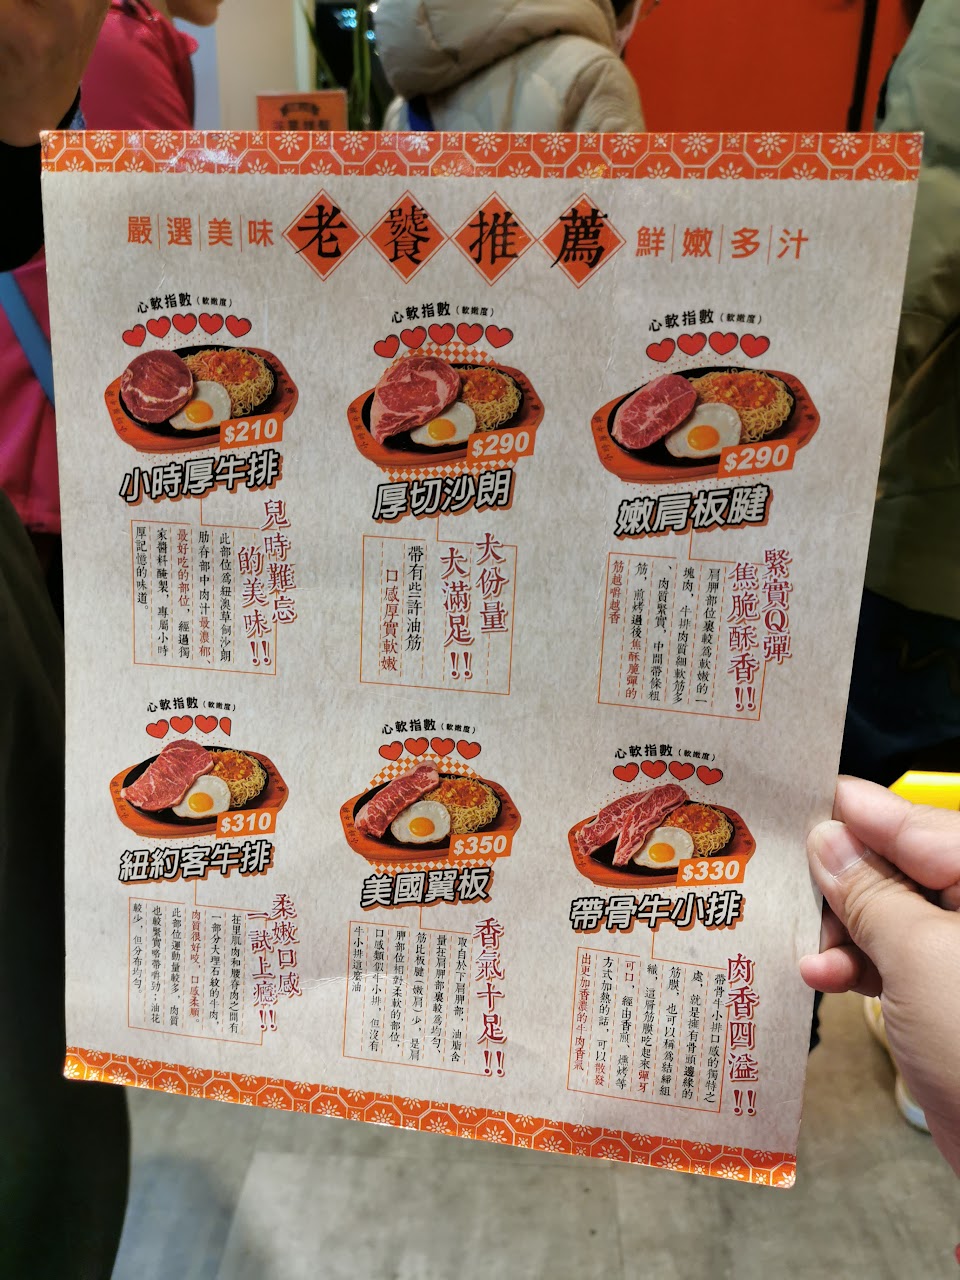 嚴選美味 老饕推薦 鮮嫩多汁
心軟指數(軟嫩度)
$210
小時厚牛排
兒時難忘
的美味!!
此部位為紐澳草飼沙朗
肋脊部中肉汁最濃郁、
最好吃的部位,經過獨
家醬料醃製,專屬小時
厚記憶的味道。
心軟指數(軟嫩度)
$290
厚切沙朗
大份量
大滿足!!
帶有些許油筋
口感厚實軟嫩
心軟指數(軟嫩度)
$290
嫩肩板腱
緊實Q彈
焦脆酥香!!
肩胛部位裏較為軟嫩的一
塊肉,牛排肉質細軟筋多
、肉質緊實,中間帶條粗
筋,煎烤過後焦酥脆彈的
筋越嚼越香
心軟指數(軟嫩度)
$310
紐約客牛排
柔嫩口感
一試上癮!!
在里肌肉和腰脊肉之間有
一部分大理石紋的牛肉,
肉質很好咬,口感柔順。
此部位運動量較多,肉質
也較緊實略帶嚼勁;油花
較少,但分布均勻。
心軟指數(軟嫩度)
$350
美國翼板
香氣十足!!
取自於下肩胛部,油脂含
量在肩胛部裏較為均勻、
筋比板腱(嫩肩)少,是肩
胛部位相對柔軟的部位,
口感類似牛小排,但沒有
牛小排這麼油
心軟指數(軟嫩度)
$330
帶骨牛小排
肉香四溢!!
帶骨牛小排口感的獨特之
處,就是擁有骨頭邊緣的
筋膜,也可以稱為結締組
織,這層筋膜吃起來彈牙
可口,經由香煎、燻烤等
方式加熱的話,可以散發
出更加香濃的牛肉香氣